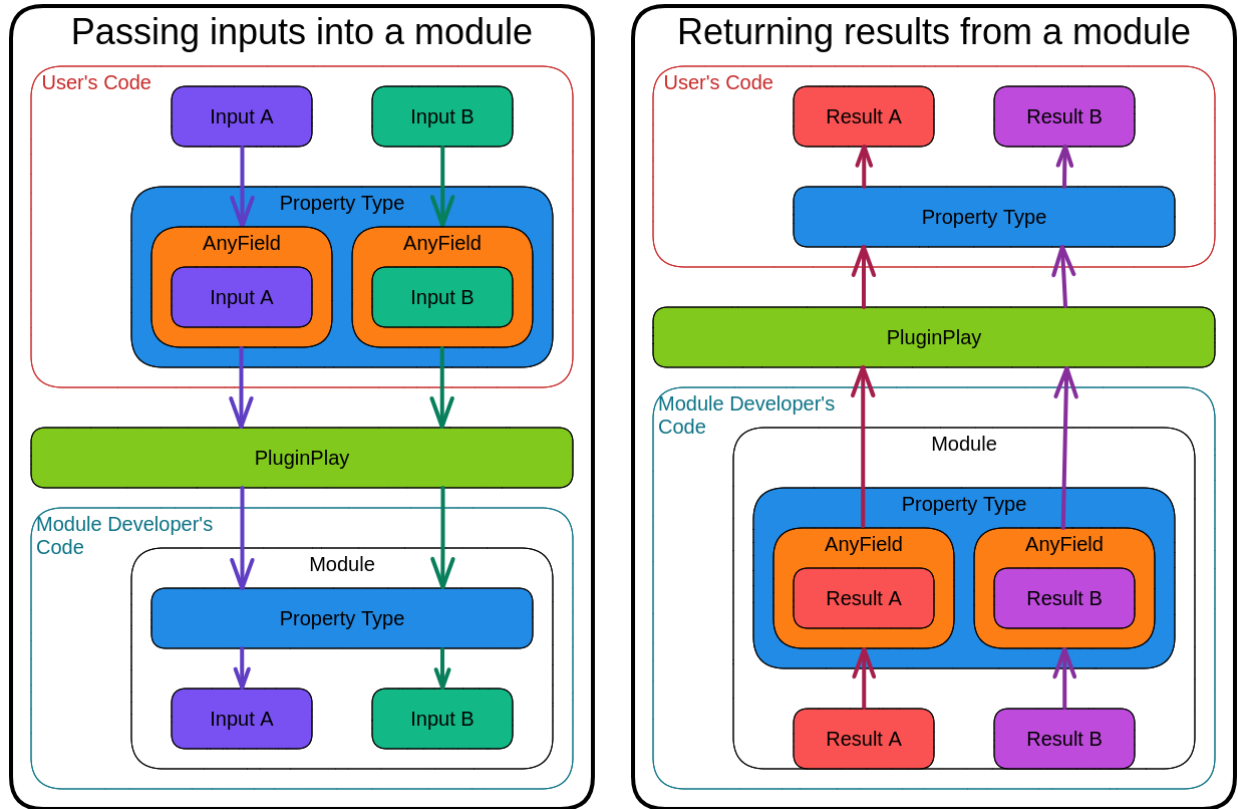 Passing inputs into a module
User's Code
Input A
Input B
Property Type
AnyField
AnyField
Input A
Input B
PluginPlay
Module Developer's
Code
Module
Property Type
Input A
Input B
Returning results from a module
User's Code
Result A
Result B
Property Type
PluginPlay
Module Developer's
Code
Module
Property Type
AnyField
AnyField
Result A
Result B
Result A
Result B